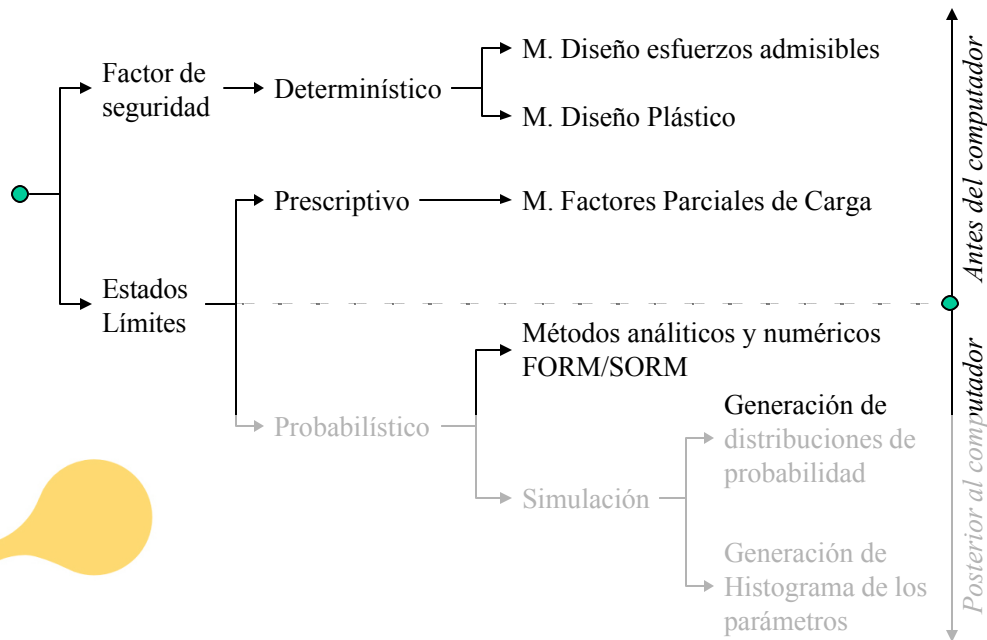 Factor de
seguridad
Determinístico
M. Diseño esfuerzos admisibles
M. Diseño Plástico
Prescriptivo
M. Factores Parciales de Carga
Estados
Límites
Métodos análiticos y numéricos
FORM/SORM
Probabilístico
Generación de
distribuciones de
probabilidad
Simulación
Generación de
Histograma de los
parámetros
Antes del computador
Posterior al computador